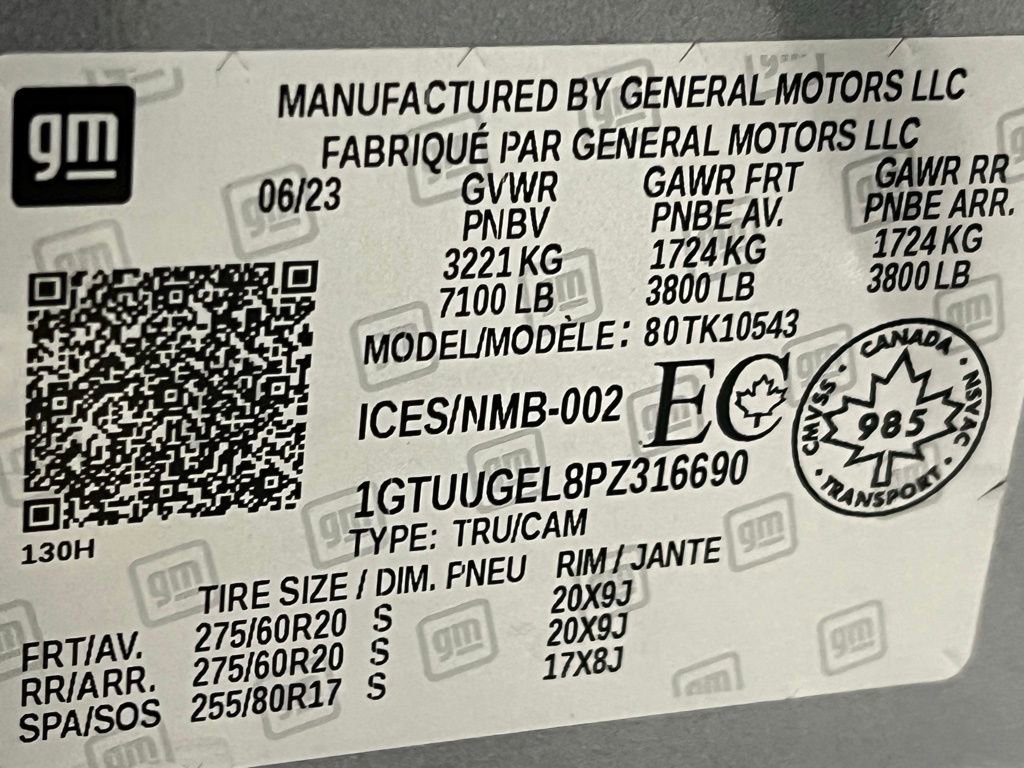 gm
MANUFACTURED BY GENERAL MOTORS LLC
FABRIQUÉ PAR GENERAL MOTORS LLC
06/23 GVWR GAWR FRT GAWR RR
PNBV PNBE AV. PNBE ARR.
3221 KG 1724 KG 1724 KG
7100 LB 3800 LB 3800 LB
MODEL/MODÈLE: 80TK10543
ICES/NMB-002 EC
CANADA
CMVSS NSVAC
985
TRANSPORT
1GTUUGEL8PZ316690
130H
TYPE: TRU/CAM
TIRE SIZE / DIM. PNEU RIM / JANTE
FRT/AV. 275/60R20 S 20X9J
RR/ARR. 275/60R20 S 20X9J
SPA/SOS 255/80R17 S 17X8J